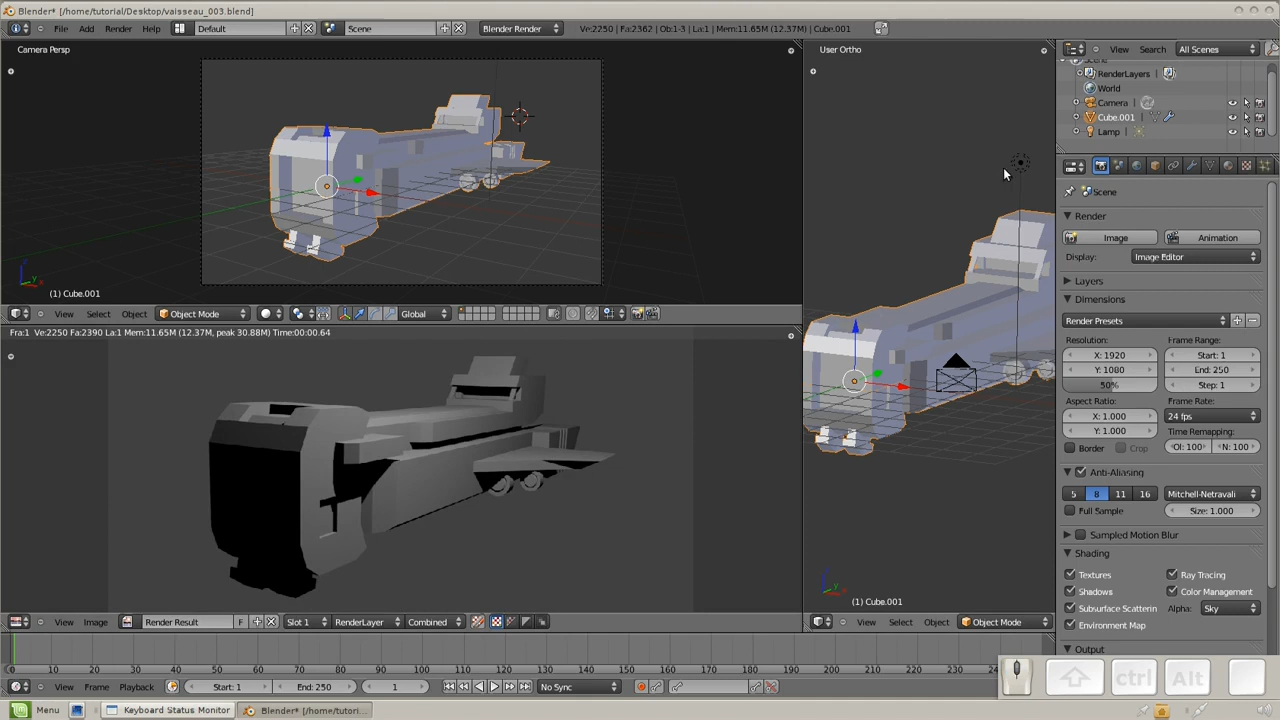 Blender* [/home/tutorial/Desktop/vaisseau_003.blend]
File Add Render Help Default Scene Blender Render Ve:2250 | Fa:2362 | Ob:1-3 | La:1 | Mem:11.65M (12.37M) | Cube.001
Camera Persp
(1) Cube.001
View Select Object Object Mode Global
Fra:1 Ve:2250 Fa:2390 La:1 Mem:11.65M (12.37M, peak 30.88M) Time:00:00.64
View Image Render Result F Slot 1 RenderLayer Combined
User Ortho
(1) Cube.001
View Select Object Object Mode
View Search All Scenes
Scene
RenderLayers
World
Camera
Cube.001
Lamp
Scene
Render
Image Animation
Display: Image Editor
Layers
Dimensions
Render Presets
Resolution: Frame Range:
X: 1920 Start: 1
Y: 1080 End: 250
50% Step: 1
Aspect Ratio: Frame Rate:
X: 1.000 24 fps
Y: 1.000 Time Remapping:
Border Crop Ol: 100 N: 100
Anti-Aliasing
5 8 11 16 Mitchell-Netravali
Full Sample Size: 1.000
Sampled Motion Blur
Shading
Textures Ray Tracing
Shadows Color Management
Subsurface Scatterin Alpha: Sky
Environment Map
Output
0 10 20 30 40 50 60 70 80 90 100 110 120 130 140 150 160 170 180 190 200 210 220 230 240
View Frame Playback Start: 1 End: 250 1 No Sync
ctrl Alt
Menu Keyboard Status Monitor Blender* [/home/tutori...